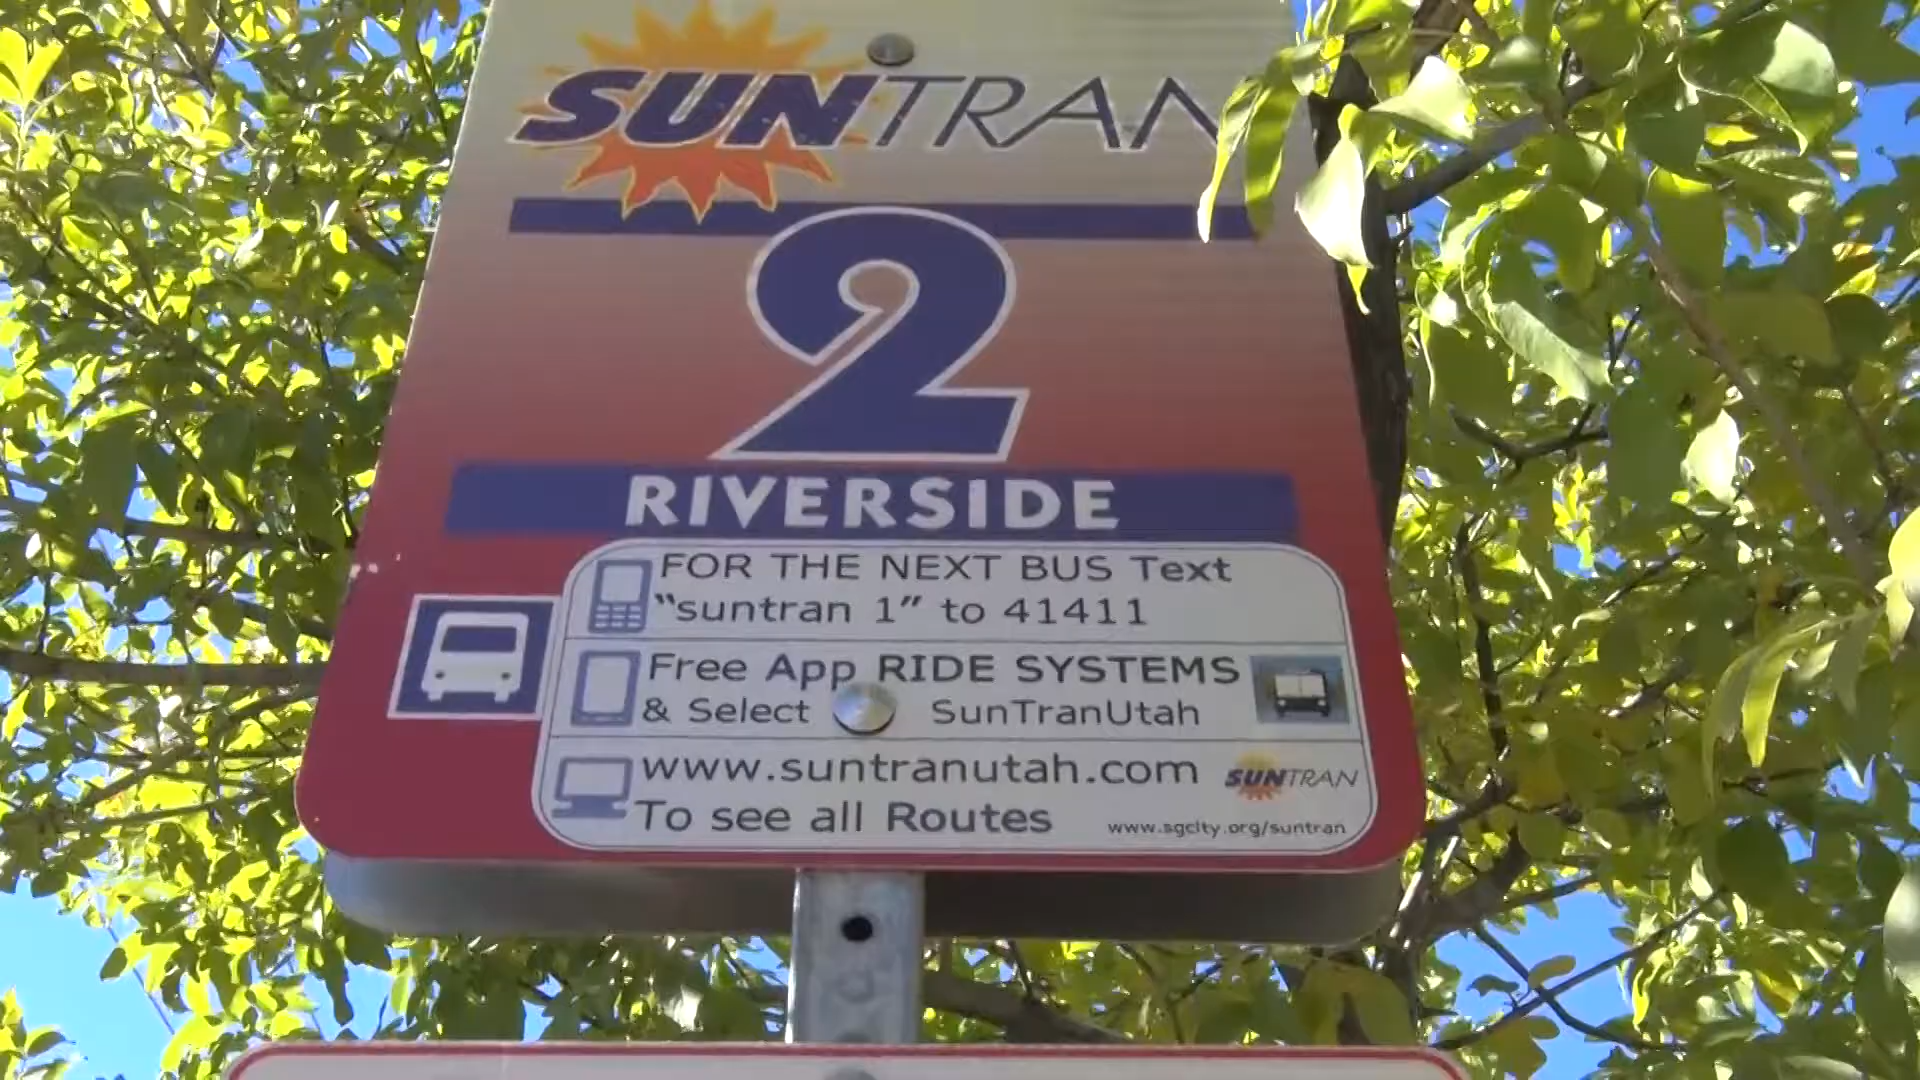 SUNTRAN
2
RIVERSIDE
FOR THE NEXT BUS Text
"suntran 1" to 41411
Free App RIDE SYSTEMS
& Select SunTranUtah
www.suntranutah.com
To see all Routes
SUNTRAN
www.sgcity.org/suntran